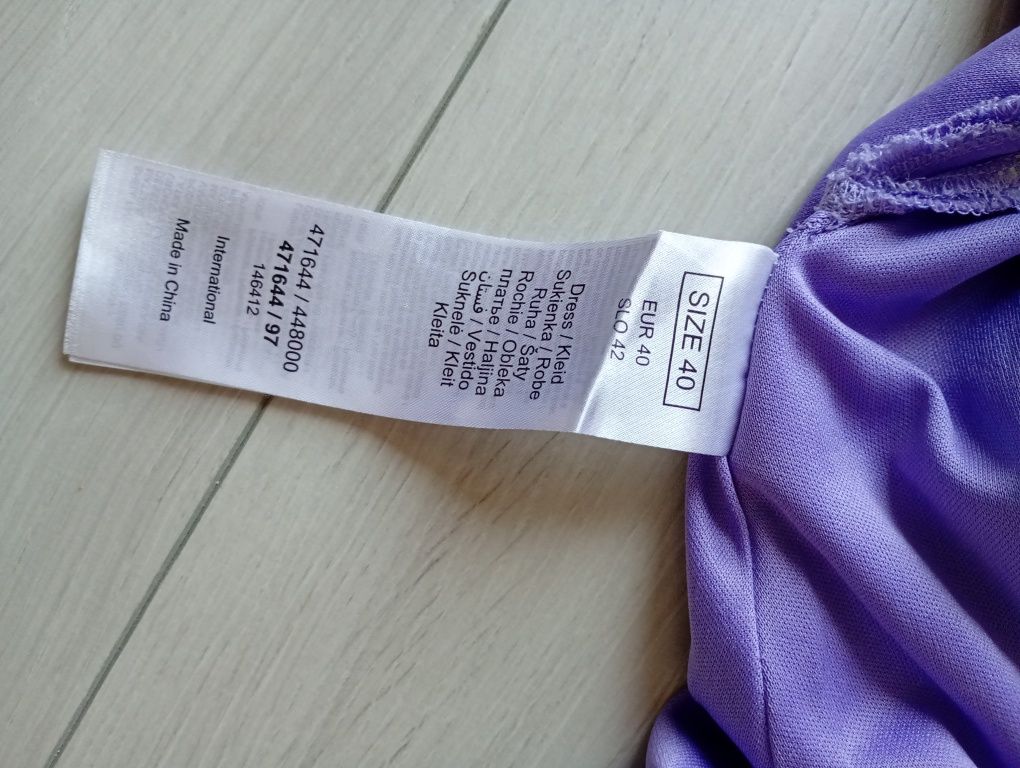 SIZE 40
EUR 40
SLO 42
Dress / Kleid
Sukienka / Robe
Ruha / Šaty
Rochie / Obleka
платье / Haljina
فستان / Vestido
Suknelė / Kleit
Kleita
471644 / 448000
471644 / 97
146412
International
Made in China